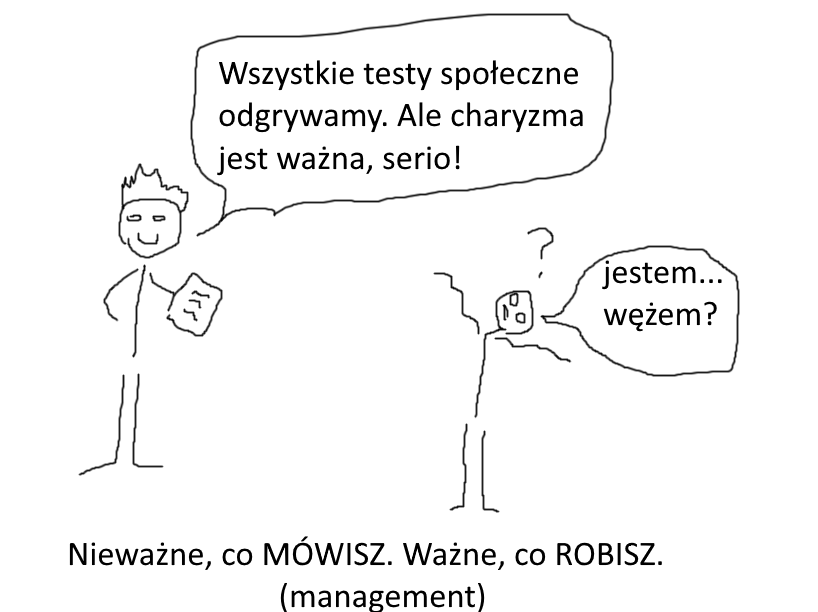 Wszystkie testy społeczne
odgrywamy. Ale charyzma
jest ważna, serio!
?
jestem...
wężem?
Nieważne, co MÓWISZ. Ważne, co ROBISZ.
(management)